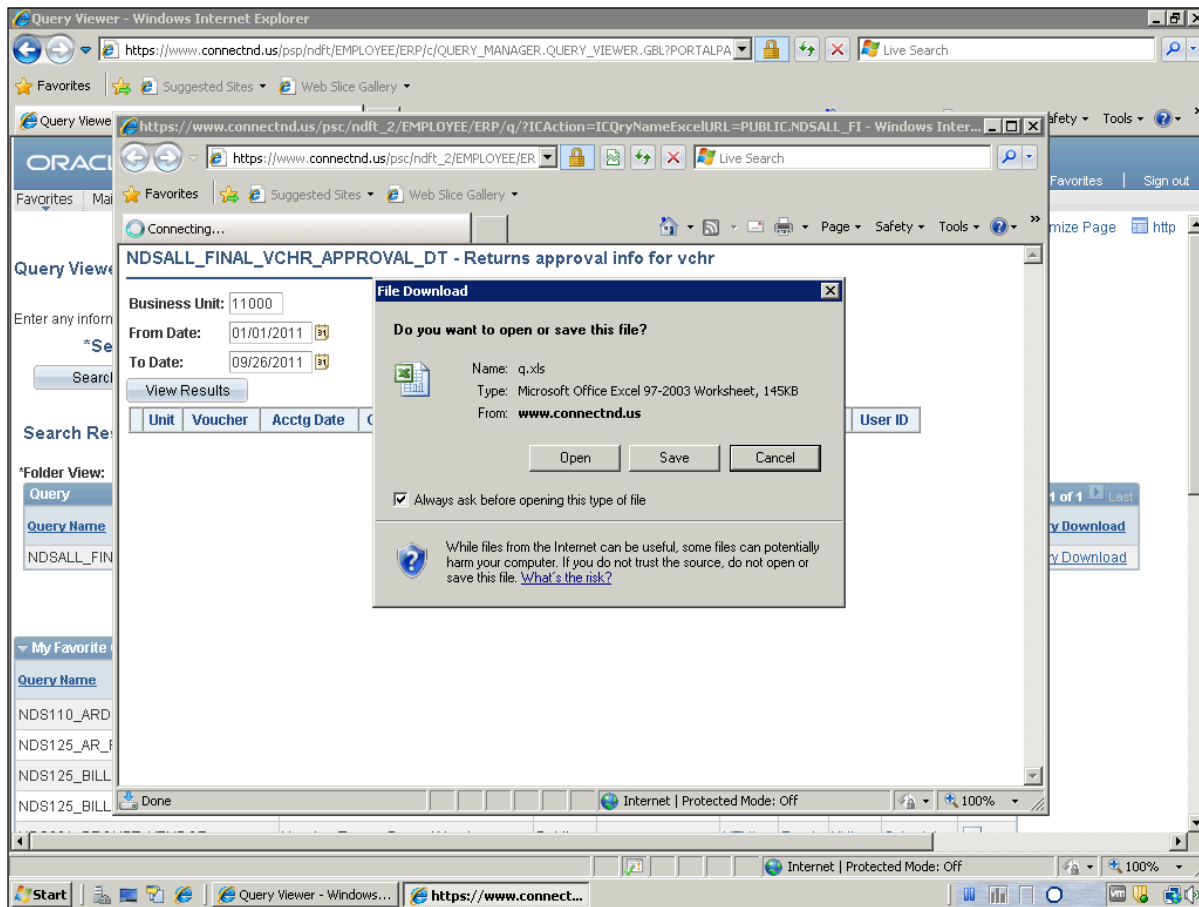 Query Viewer - Windows Internet Explorer
https://www.connectnd.us/psp/ndft/EMPLOYEE/ERP/c/QUERY_MANAGER.QUERY_VIEWER.GBL?PORTALPA
Live Search
Favorites
Suggested Sites
Web Slice Gallery
Query Viewe
Tools
Favorites | Sign out
Favorites
mize Page
http
Query Viewe
Enter any inforn
*Se
Search Re
*Folder View:
Query
1 of 1
Last
Query Name
y Download
NDSALL_FIN
y Download
My Favorite
Query Name
NDS110_ARD
NDS125_BILL
NDS125_BILL
https://www.connectnd.us/psc/ndft_2/EMPLOYEE/ERP/q/?ICAction=ICQryNameExcelURL=PUBLIC.NDSALL_FI - Windows Inter...
https://www.connectnd.us/psc/ndft_2/EMPLOYEE/ER
Live Search
Favorites
Suggested Sites
Web Slice Gallery
Connecting...
Page
Safety
Tools
NDSALL_FINAL_VCHR_APPROVAL_DT - Returns approval info for vchr
Business Unit: 11000
From Date: 01/01/2011
To Date: 09/26/2011
View Results
Unit
Voucher
Acctg Date
User ID
File Download
Do you want to open or save this file?
Name: q.xls
Type: Microsoft Office Excel 97-2003 Worksheet, 145KB
From: www.connectnd.us
Open
Save
Cancel
Always ask before opening this type of file
While files from the Internet can be useful, some files can potentially
harm your computer. If you do not trust the source, do not open or
save this file. What's the risk?
Done
Internet | Protected Mode: Off
100%
Internet | Protected Mode: Off
100%
Start
Query Viewer - Windows...
https://www.connect...